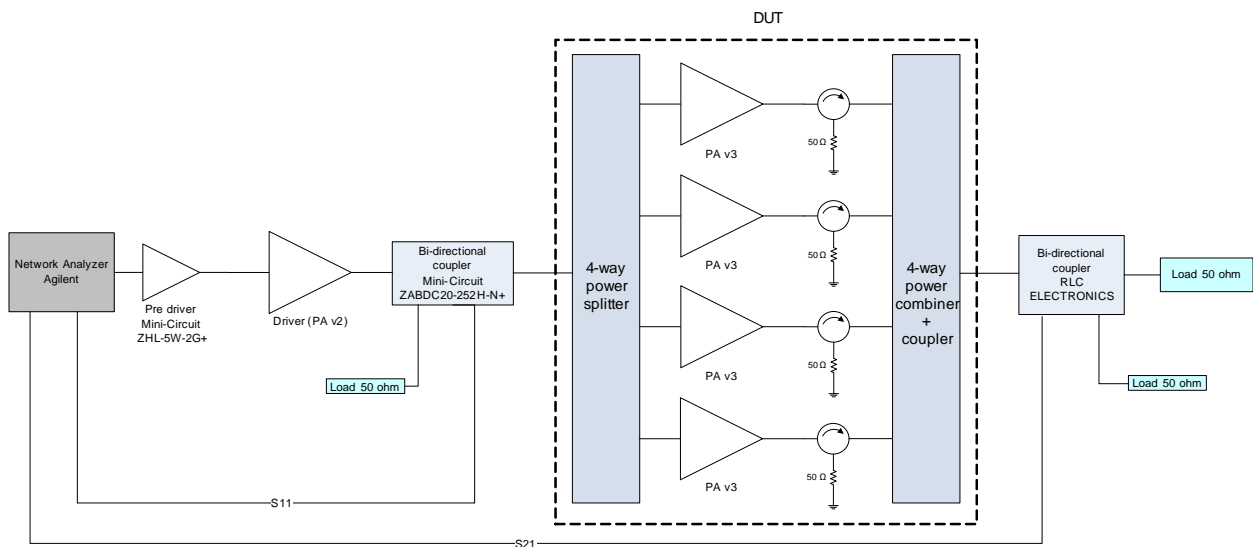 DUT
Network Analyzer
Agilent
Pre driver
Mini-Circuit
ZHL-5W-2G+
Driver (PA v2)
Bi-directional
coupler
Mini-Circuit
ZABDC20-252H-N+
Load 50 ohm
4-way
power
splitter
PA v3
50 Ω
PA v3
50 Ω
PA v3
50 Ω
PA v3
50 Ω
4-way
power
combiner
+
coupler
Bi-directional
coupler
RLC
ELECTRONICS
Load 50 ohm
Load 50 ohm
S11
S21